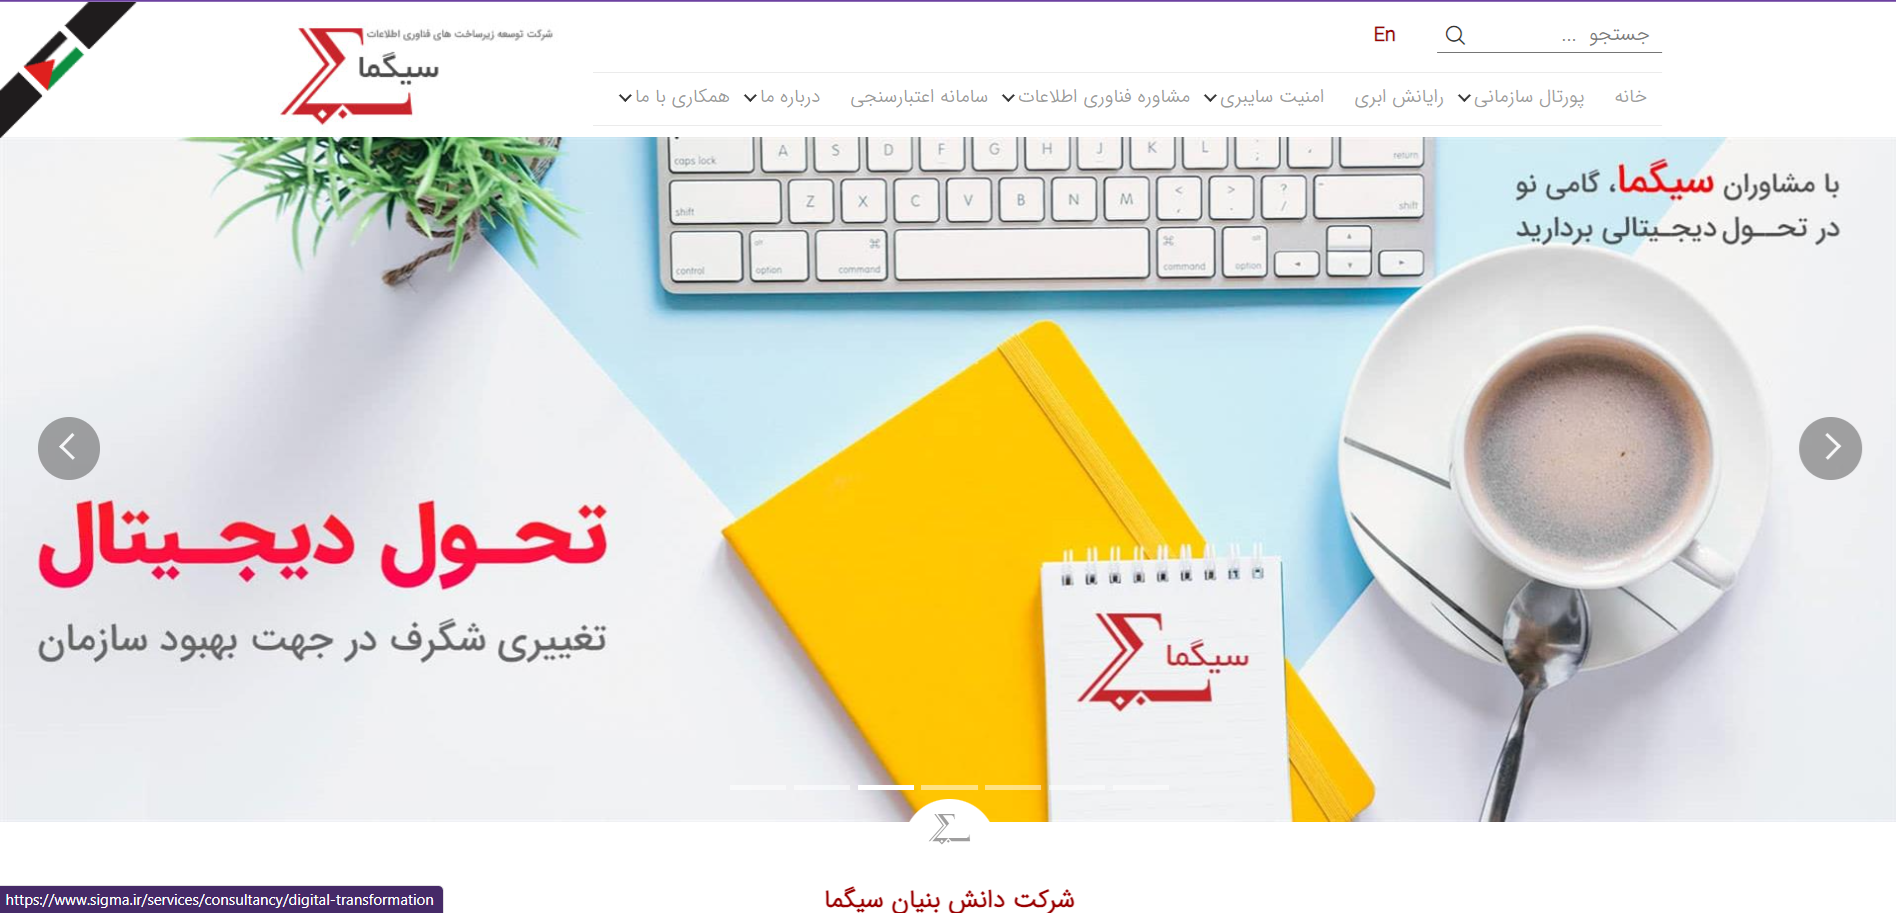 شرکت توسعه زیرساخت های فناوری اطلاعات
سیگما
جستجو ...
En
خانه
پورتال سازمانی
رایانش ابری
امنیت سایبری
مشاوره فناوری اطلاعات
سامانه اعتبارسنجی
درباره ما
همکاری با ما
با مشاوران سیگما، گامی نو
در تحــول دیجـیتالی بردارید
caps lock A S D F G H J K L : ; " , return
shift Z X C V B N M < , > . ? / shift
control alt option ⌘ command ⌘ command alt option
تحـول دیجـیتال
تغییری شگرف در جهت بهبود سازمان
سیگما
شرکت دانش بنیان سیگما
https://www.sigma.ir/services/consultancy/digital-transformation